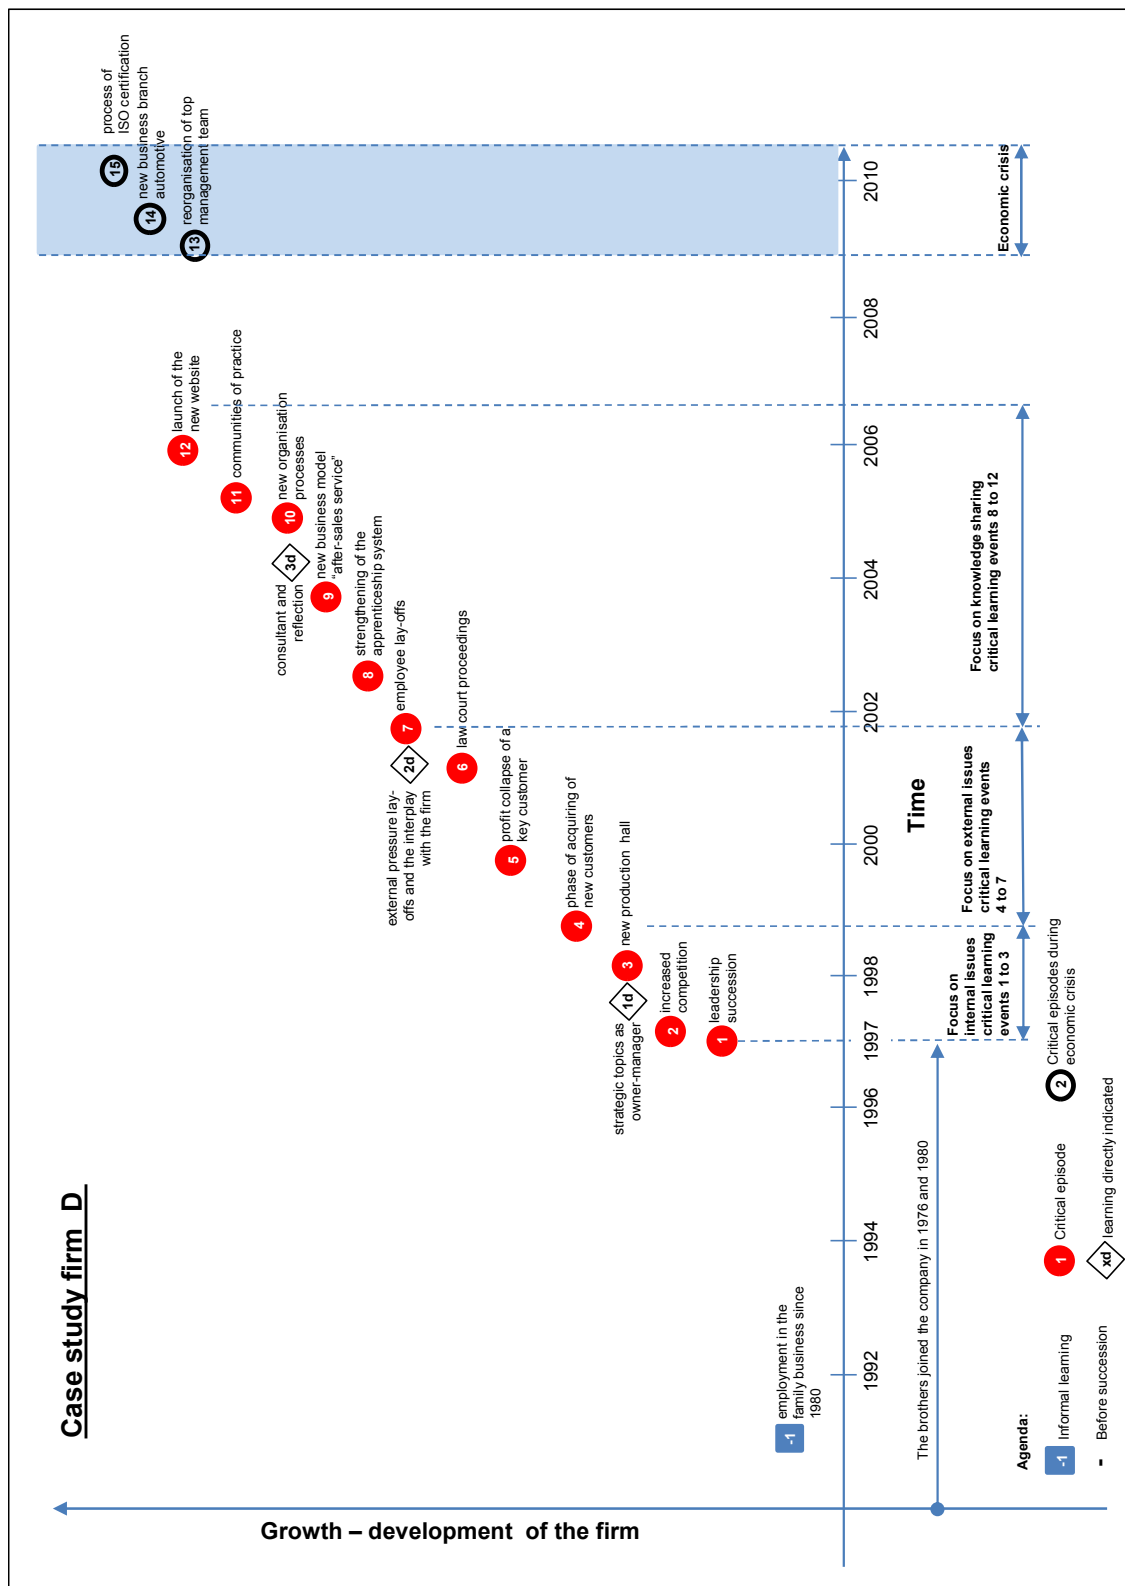 Case study firm  D
Growth – development  of the firm
15
process of
ISO certification
14
new business branch
automotive
13
reorganisation of top
management team
12
launch of the
new website
11
communities of practice
10
new organisation
processes
3d
consultant and
reflection
9
new business model
“after-sales service”
8
strengthening of the
apprenticeship system
7
employee lay-offs
2d
external pressure lay-
offs and the interplay
with the firm
6
law court proceedings
5
profit collapse of a
key customer
4
phase of acquiring of
new customers
3
new production  hall
1d
strategic topics as
owner-manager
2
increased
competition
1
leadership
succession
-1
employment in the
family business since
1980
1992
1994
1996
1997
1998
2000
2002
2004
2006
2008
2010
Time
The brothers joined the company in 1976 and 1980
Focus on
internal issues
critical learning
events 1 to 3
Focus on external issues
critical learning events
4 to 7
Focus on knowledge sharing
critical learning events 8 to 12
Economic crisis
Agenda:
-1
Informal learning
1
Critical episode
2
Critical episodes during
economic crisis
-
Before succession
xd
learning directly indicated